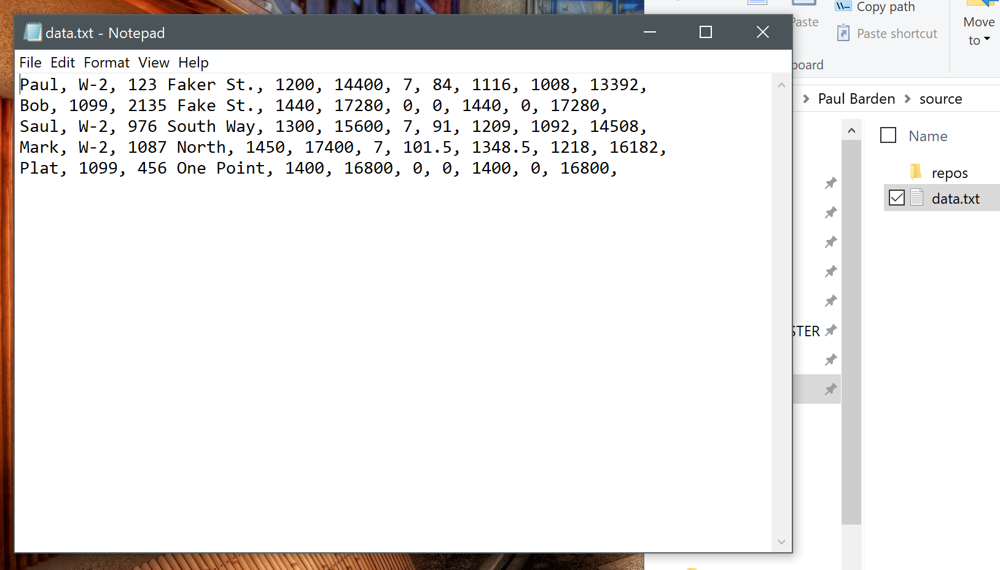 data.txt - Notepad
File Edit Format View Help
Paul, W-2, 123 Faker St., 1200, 14400, 7, 84, 1116, 1008, 13392,
Bob, 1099, 2135 Fake St., 1440, 17280, 0, 0, 1440, 0, 17280,
Saul, W-2, 976 South Way, 1300, 15600, 7, 91, 1209, 1092, 14508,
Mark, W-2, 1087 North, 1450, 17400, 7, 101.5, 1348.5, 1218, 16182,
Plat, 1099, 456 One Point, 1400, 16800, 0, 0, 1400, 0, 16800,
Copy path
Paste
Paste shortcut
Move
to
Paul Barden > source
Name
repos
data.txt